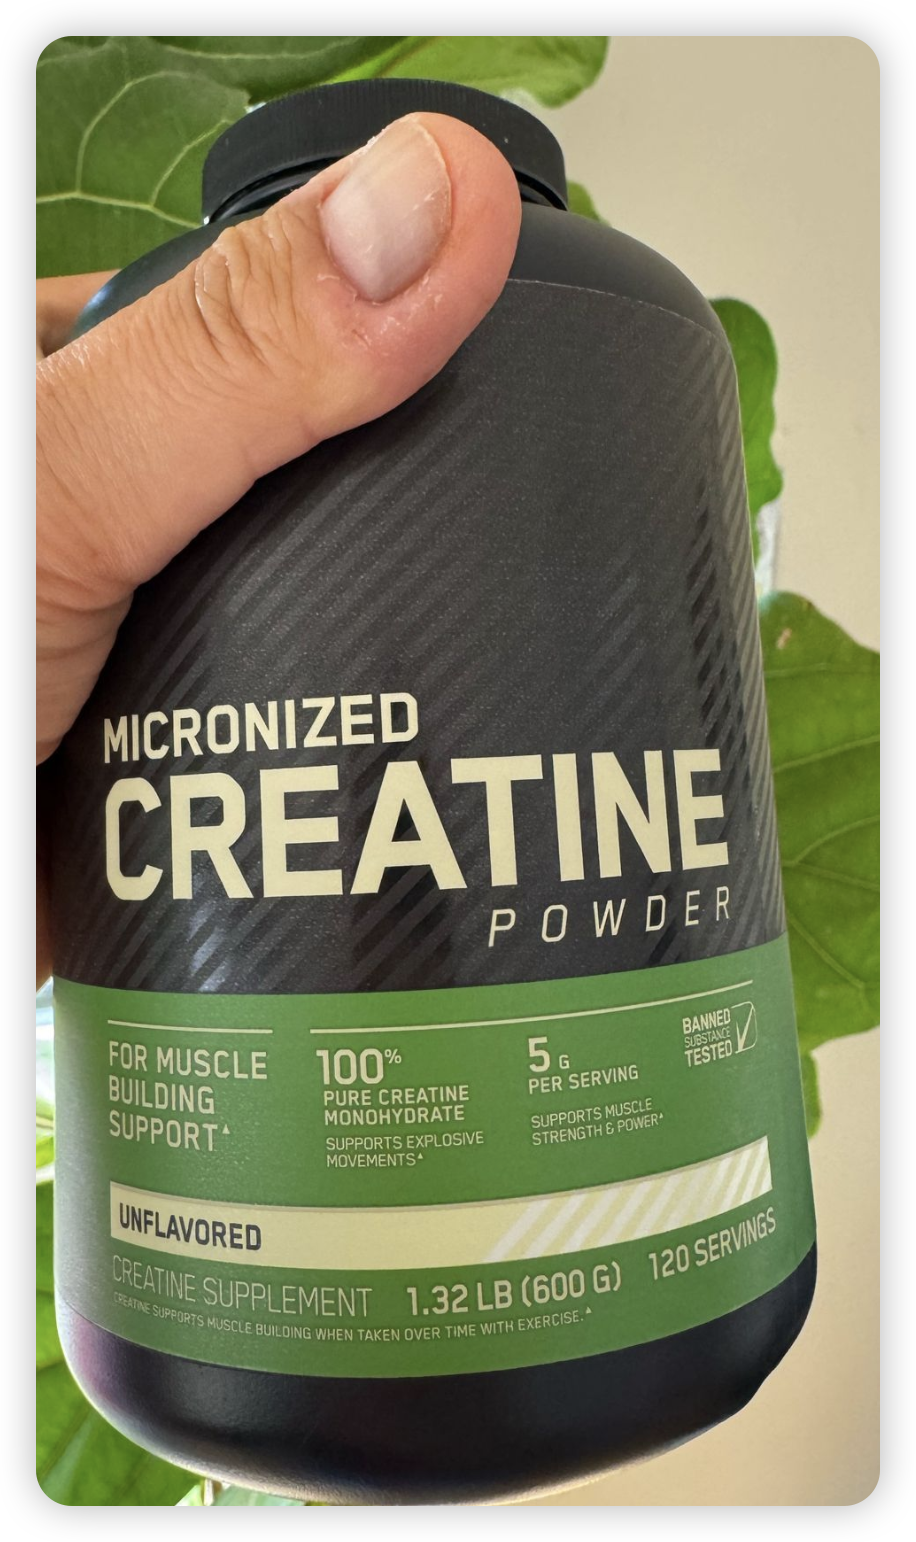 MICRONIZED
CREATINE
POWDER
FOR MUSCLE
BUILDING
SUPPORT▲
100%
PURE CREATINE
MONOHYDRATE
SUPPORTS EXPLOSIVE
MOVEMENTS▲
5 G
PER SERVING
SUPPORTS MUSCLE
STRENGTH & POWER▲
BANNED
SUBSTANCE
TESTED
UNFLAVORED
CREATINE SUPPLEMENT 1.32 LB (600 G) 120 SERVINGS
CREATINE SUPPORTS MUSCLE BUILDING WHEN TAKEN OVER TIME WITH EXERCISE.▲